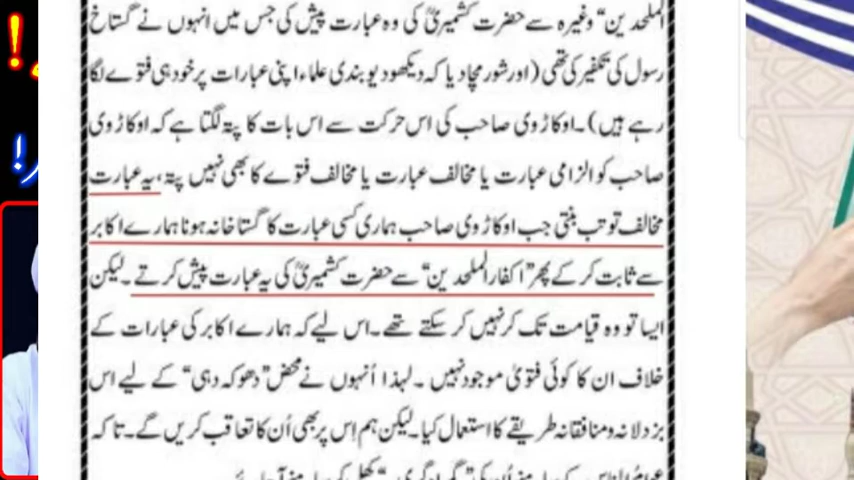 الملحدین“ وغیرہ سے حضرت کشمیریؒ کی وہ عبارت پیش کی جس میں انہوں نے گستاخ
رسول کی تکفیر کی تھی (اور شور مچا دیا کہ دیکھو دیوبندی علماء اپنی عبارات پر خود ہی فتوے لگا
رہے ہیں)۔ اوکاڑوی صاحب کی اس حرکت سے اس بات کا پتہ لگتا ہے کہ اوکاڑوی
صاحب کو الزامی عبارت یا مخالف عبارت یا مخالف فتوے کا بھی نہیں پتہ، یہ عبارت
مخالف تو تب بنتی جب اوکاڑوی صاحب ہماری کسی عبارت کا گستاخانہ ہونا ہمارے اکابر
سے ثابت کر کے پھر ”اکفار الملحدین“ سے حضرت کشمیریؒ کی یہ عبارت پیش کرتے ۔ لیکن
ایسا تو وہ قیامت تک کر نہیں کر سکتے تھے۔ اس لیے کہ ہمارے اکابر کی عبارات کے
خلاف ان کا کوئی فتویٰ موجود نہیں ۔ لہذا اُنہوں نے محض ”دھوکہ دہی“ کے لیے اس
بزدلانہ و منافقانہ طریقے کا استعمال کیا۔ لیکن ہم اِس پر بھی اُن کا تعاقب کریں گے۔ تا کہ